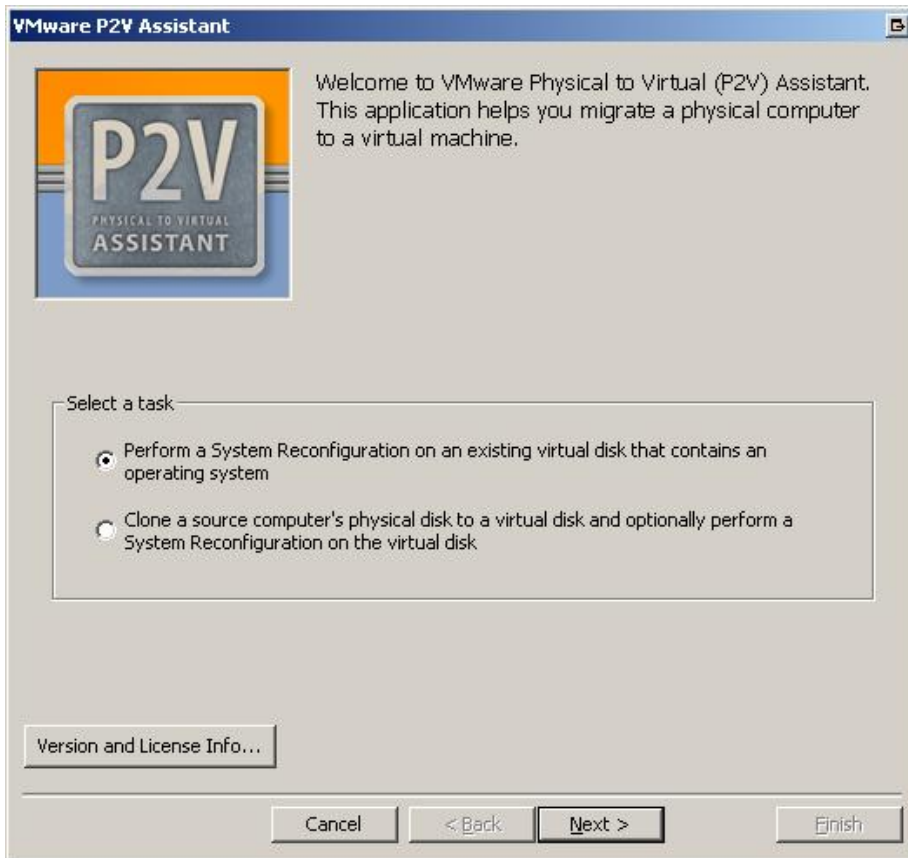 VMware P2V Assistant
P2V
PHYSICAL TO VIRTUAL
ASSISTANT
Welcome to VMware Physical to Virtual (P2V) Assistant.
This application helps you migrate a physical computer
to a virtual machine.
Select a task
Perform a System Reconfiguration on an existing virtual disk that contains an
operating system
Clone a source computer's physical disk to a virtual disk and optionally perform a
System Reconfiguration on the virtual disk
Version and License Info...
Cancel
< Back
Next >
Finish